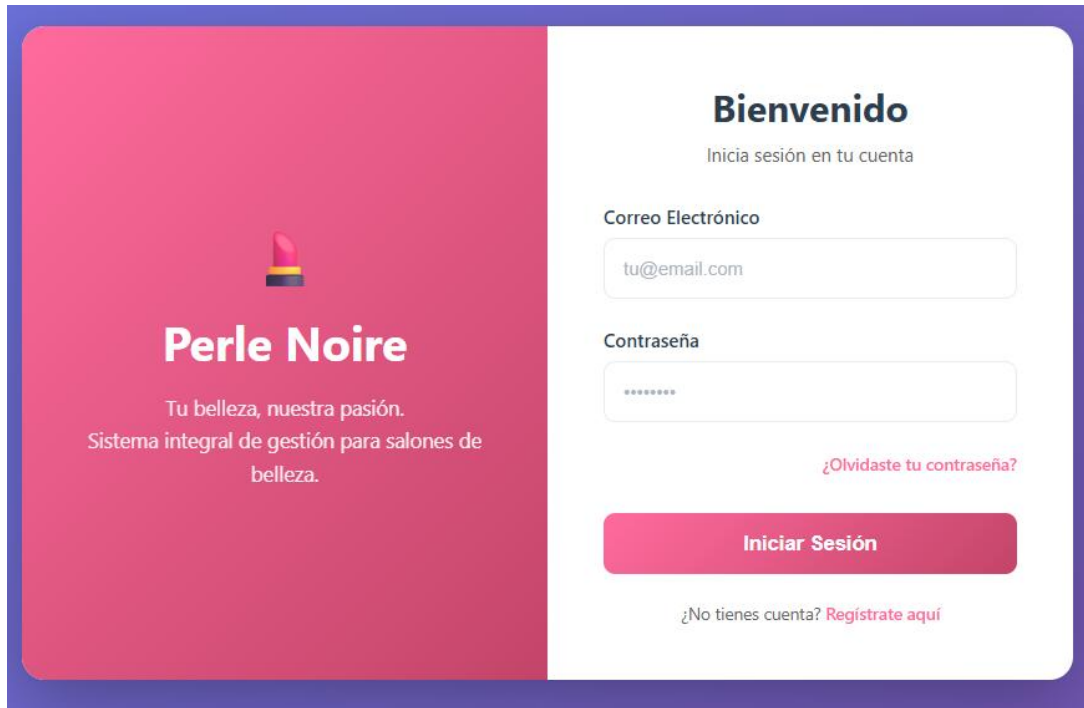 Perle Noire
Tu belleza, nuestra pasión.
Sistema integral de gestión para salones de
belleza.
Bienvenido
Inicia sesión en tu cuenta
Correo Electrónico
tu@email.com
Contraseña
••••••••
¿Olvidaste tu contraseña?
Iniciar Sesión
¿No tienes cuenta? Regístrate aquí